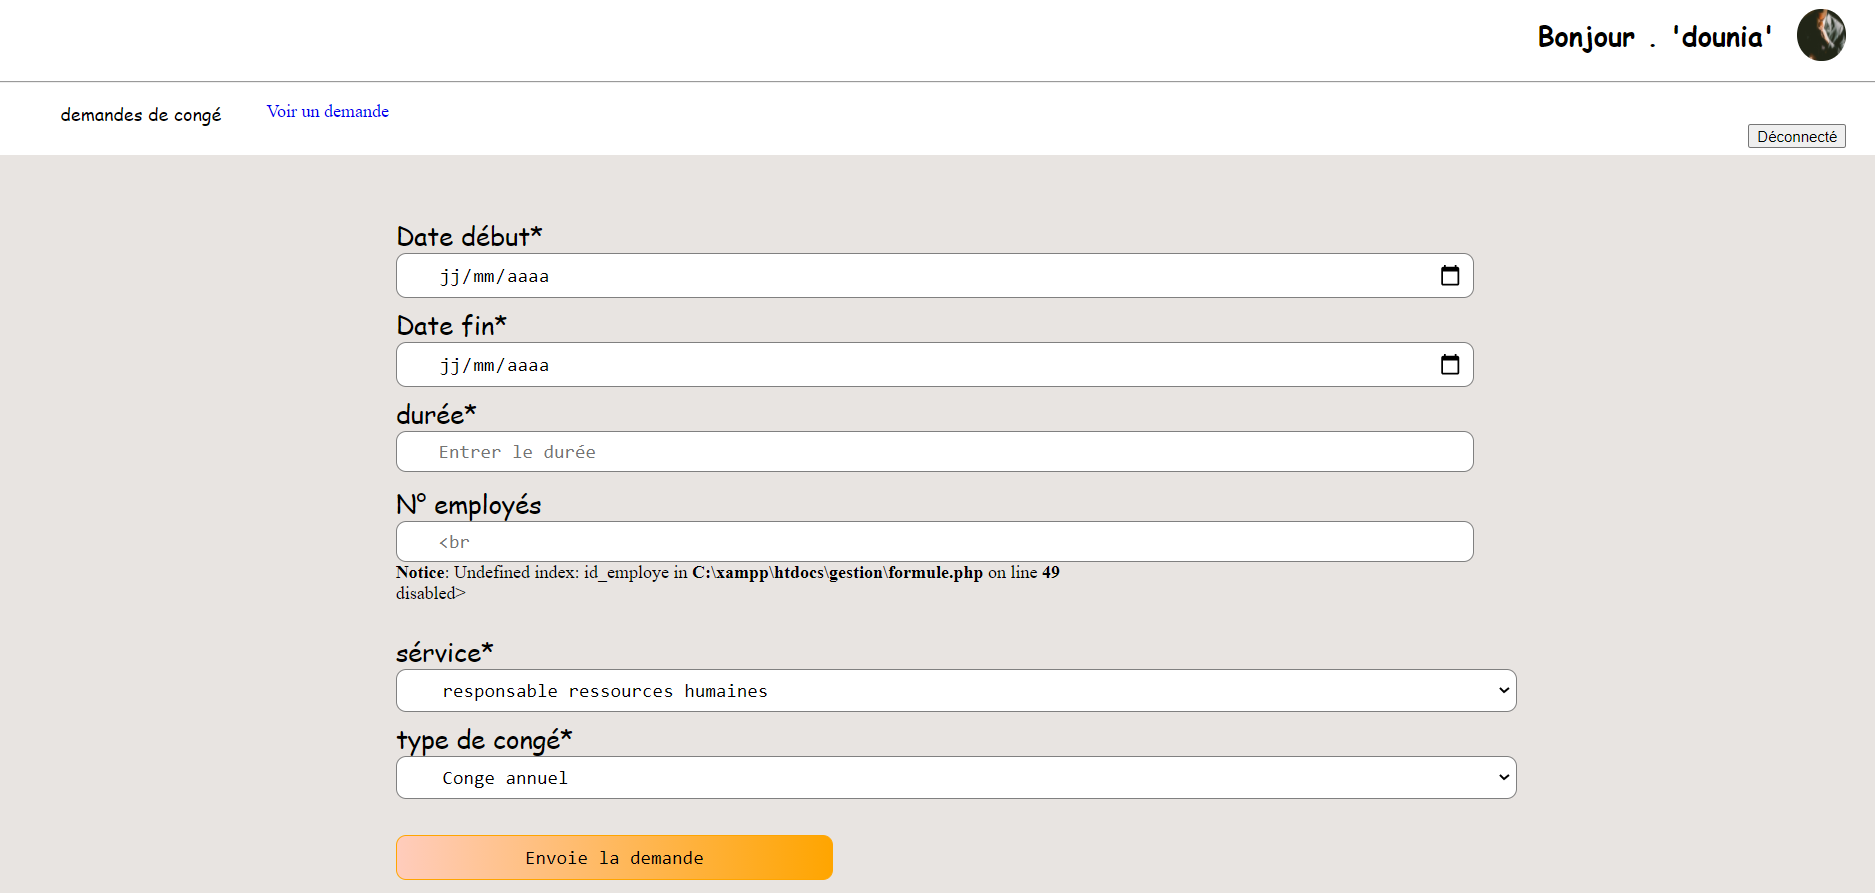 Bonjour . 'dounia'
demandes de congé
Voir un demande
Déconnecté
Date début*
jj/mm/aaaa
Date fin*
jj/mm/aaaa
durée*
Entrer le durée
N° employés
<br
Notice: Undefined index: id_employe in C:\xampp\htdocs\gestion\formule.php on line 49
disabled>
sérvice*
responsable ressources humaines
type de congé*
Conge annuel
Envoie la demande